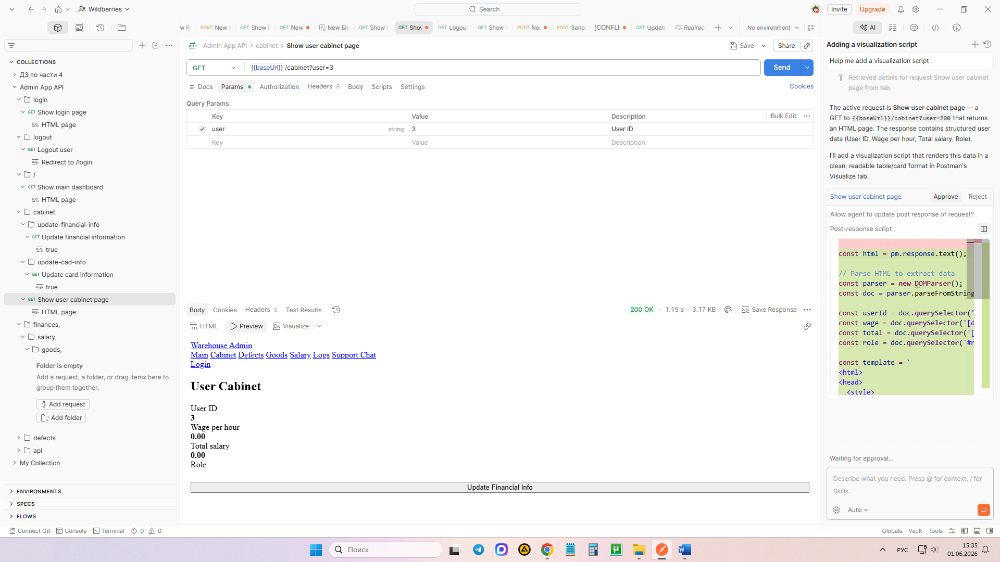 Wildberries
Search
Invite
Upgrade
POST New
GET Show
GET New
New En
GET Show r
GET Show
GET Logout
GET Show
POST Ne
POST Запр
[CONFLI
GET Update
Redirec
No environment
AI
Admin App API > cabinet > Show user cabinet page
Save
Share
Adding a visualization script
COLLECTIONS
ДЗ по части 4
Admin App API
login
GET Show login page
HTML page
logout
GET Logout user
Redirect to /login
/
GET Show main dashboard
HTML page
cabinet
update-financial-info
GET Update financial information
true
update-cad-info
GET Update card information
true
GET Show user cabinet page
HTML page
finances,
salary,
goods,
Folder is empty
Add a request, a folder, or drag items here to
group them together.
Add request
Add folder
defects
api
My Collection
ENVIRONMENTS
SPECS
FLOWS
HTTP
GET
{{baseUrl}} /cabinet?user=3
Send
Docs Params Authorization Headers 8 Body Scripts Settings
Cookies
Query Params
Key Value Description Bulk Edit
user string 3 User ID
Key Value Description
Body Cookies Headers 5 Test Results
200 OK • 1.19 s • 3.17 KB • Save Response
HTML Preview Visualize
Warehouse Admin
Main Cabinet Defects Goods Salary Logs Support Chat
Login
User Cabinet
User ID
3
Wage per hour
0.00
Total salary
0.00
Role
Update Financial Info
Help me add a visualization script
Retrieved details for request Show user cabinet
page from tab
The active request is Show user cabinet page — a
GET to {{baseUrl}}/cabinet?user=200 that returns
an HTML page. The response contains structured user
data (User ID, Wage per hour, Total salary, Role).
I'll add a visualization script that renders this data in a
clean, readable table/card format in Postman's
Visualize tab.
Show user cabinet page
Approve
Reject
Allow agent to update post response of request?
Post-response script
const html = pm.response.text();
// Parse HTML to extract data
const parser = new DOMParser();
const doc = parser.parseFromString
const userId = doc.querySelector('
const wage = doc.querySelector('[d
const total = doc.querySelector('[
const role = doc.querySelector('#r
const template = `
<html>
<head>
<style>
Waiting for approval...
Describe what you need. Press @ for context, / for
Skills.
Auto
Connect Git Console Terminal 0 0
Globals Vault Tools
Поиск
РУС
15:35
01.06.2026